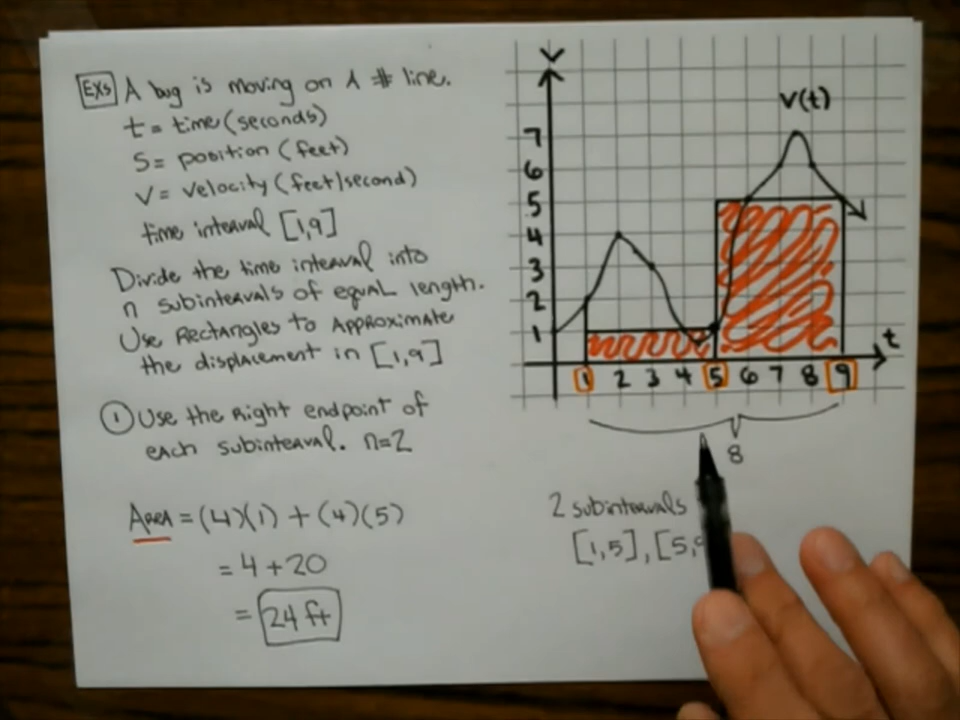 Exs A bug is moving on A # line.
t = time (seconds)
S = position (feet)
V = velocity (feet/second)
time interval [1,9]
Divide the time interval into
n subintervals of equal length.
Use Rectangles to Approximate
the displacement in [1,9]
① Use the Right endpoint of
each subinterval. n=2
Area = (4)(1) + (4)(5)
= 4+20
= 24 ft
V
v(t)
7
6
5
4
3
2
1
t
1 2 3 4 5 6 7 8 9
8
2 subintervals
[1,5], [5,